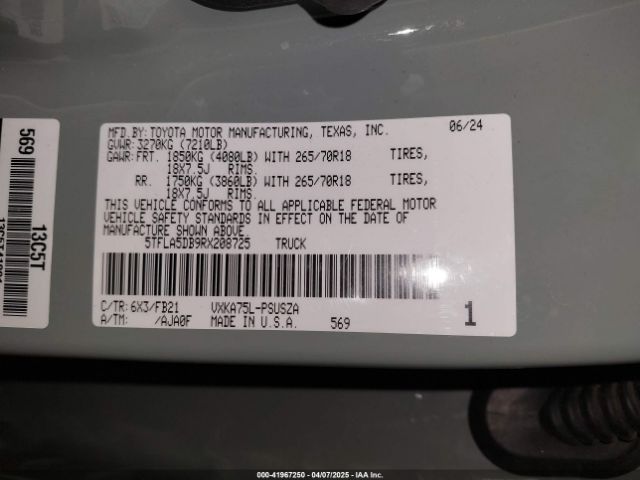 MFD.BY:TOYOTA MOTOR MANUFACTURING, TEXAS, INC. 06/24
GVWR:3270KG (7210LB)
GAWR:FRT. 1850KG (4080LB) WITH 265/70R18 TIRES,
18X7.5J RIMS.
RR. 1750KG (3860LB) WITH 265/70R18 TIRES,
18X7.5J RIMS.
THIS VEHICLE CONFORMS TO ALL APPLICABLE FEDERAL MOTOR
VEHICLE SAFETY STANDARDS IN EFFECT ON THE DATE OF
MANUFACTURE SHOWN ABOVE.
5TFLA5DB9RX208725 TRUCK
C/TR: 6X3/FB21 VXKA75L-PSUSZA
A/TM: /AJA0F MADE IN U.S.A. 569
1
569
13C5T
000-41967250 - 04/07/2025 - IAA Inc.